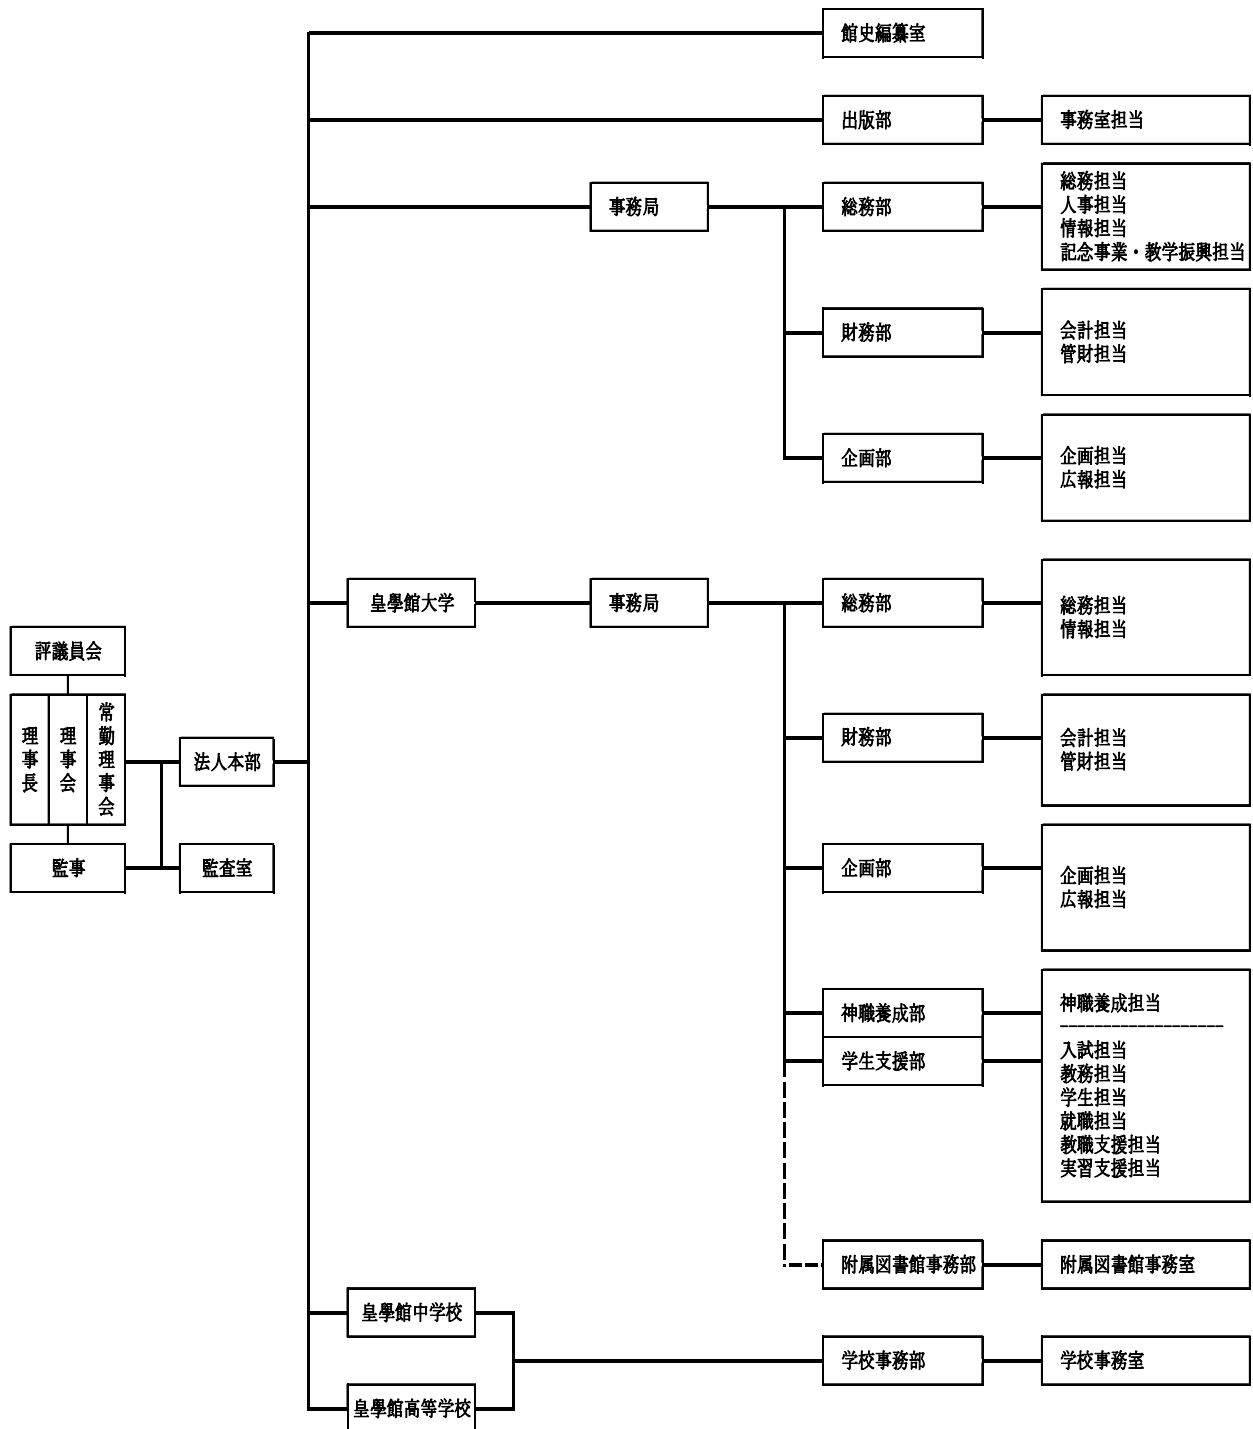 館史編纂室
出版部
事務室担当
事務局
総務部
総務担当
人事担当
情報担当
記念事業・教学振興担当
財務部
会計担当
管財担当
企画部
企画担当
広報担当
皇學館大学
事務局
総務部
総務担当
情報担当
評議員会
理事長
理事会
常勤理事会
法人本部
財務部
会計担当
管財担当
監事
監査室
企画部
企画担当
広報担当
神職養成部
神職養成担当
学生支援部
入試担当
教務担当
学生担当
就職担当
教職支援担当
実習支援担当
附属図書館事務部
附属図書館事務室
皇學館中学校
学校事務部
学校事務室
皇學館高等学校